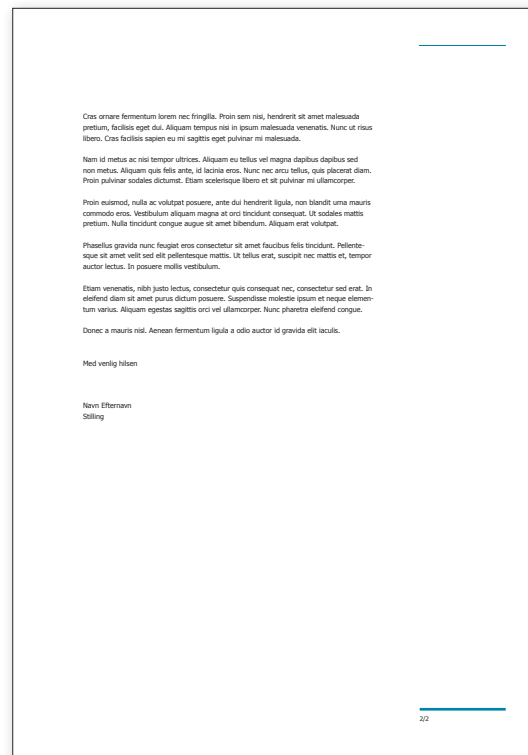 Cras ornare fermentum lorem nec fringilla. Proin sem nisi, hendrerit sit amet malesuada
pretium, facilisis eget dui. Aliquam tempus nisi in ipsum malesuada venenatis. Nunc ut risus
libero. Cras facilisis sapien eu mi sagittis eget pulvinar mi malesuada.
Nam id metus ac nisi tempor ultrices. Aliquam eu tellus vel magna dapibus dapibus sed
non metus. Aliquam quis felis ante, id lacinia eros. Nunc nec arcu tellus, quis placerat diam.
Proin pulvinar sodales dictumst. Etiam scelerisque libero et sit pulvinar mi ullamcorper.
Proin euismod, nulla ac volutpat posuere, ante dui hendrerit ligula, non blandit urna mauris
commodo eros. Vestibulum aliquam magna at orci tincidunt consequat. Ut sodales mattis
pretium. Nulla tincidunt congue augue sit amet bibendum. Aliquam erat volutpat.
Phasellus gravida nunc feugiat eros consectetur sit amet faucibus felis tincidunt. Pellente-
sque sit amet velit sed elit pellentesque mattis. Ut tellus erat, suscipit nec mattis et, tempor
auctor lectus. In posuere mollis vestibulum.
Etiam venenatis, nibh justo lectus, consectetur quis consequat nec, consectetur sed erat. In
eleifend diam sit amet purus dictum posuere. Suspendisse molestie ipsum et neque elemen-
tum varius. Aliquam egestas sagittis orci vel ullamcorper. Nunc pharetra eleifend congue.
Donec a mauris nisl. Aenean fermentum ligula a odio auctor id gravida elit iaculis.
Med venlig hilsen
Navn Efternavn
Stilling
2/2